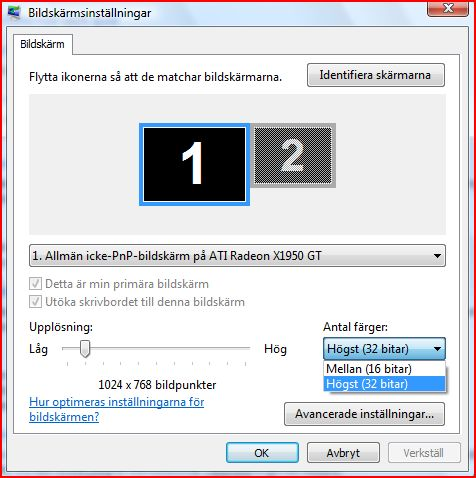 Bildskärmsinställningar
Bildskärm
Flytta ikonerna så att de matchar bildskärmarna.
Identifiera skärmarna
1
2
1. Allmän icke-PnP-bildskärm på ATI Radeon X1950 GT
Detta är min primära bildskärm
Utöka skrivbordet till denna bildskärm
Upplösning:
Antal färger:
Låg
Hög
Högst (32 bitar)
Mellan (16 bitar)
Högst (32 bitar)
1024 x 768 bildpunkter
Hur optimeras inställningarna för
bildskärmen?
Avancerade inställningar...
OK
Avbryt
Verkställ